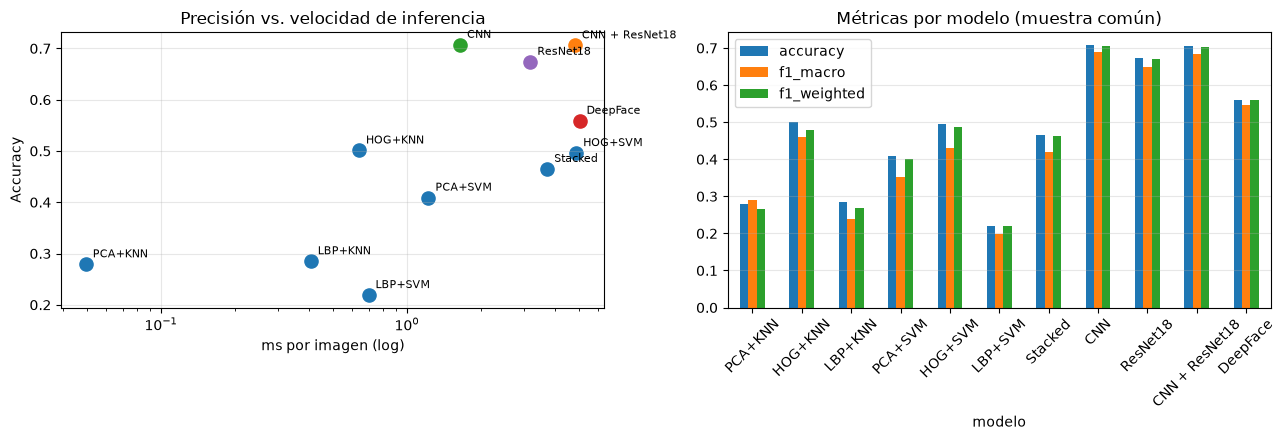 Precisión vs. velocidad de inferencia
Accuracy
0.7
0.6
0.5
0.4
0.3
0.2
CNN
CNN + ResNet18
ResNet18
DeepFace
HOG+KNN
HOG+SVM
Stacked
PCA+SVM
PCA+KNN
LBP+KNN
LBP+SVM
10⁻¹
10⁰
ms por imagen (log)
Métricas por modelo (muestra común)
accuracy
f1_macro
f1_weighted
0.7
0.6
0.5
0.4
0.3
0.2
0.1
0.0
PCA+KNN
HOG+KNN
LBP+KNN
PCA+SVM
HOG+SVM
LBP+SVM
Stacked
CNN
ResNet18
CNN + ResNet18
DeepFace
modelo